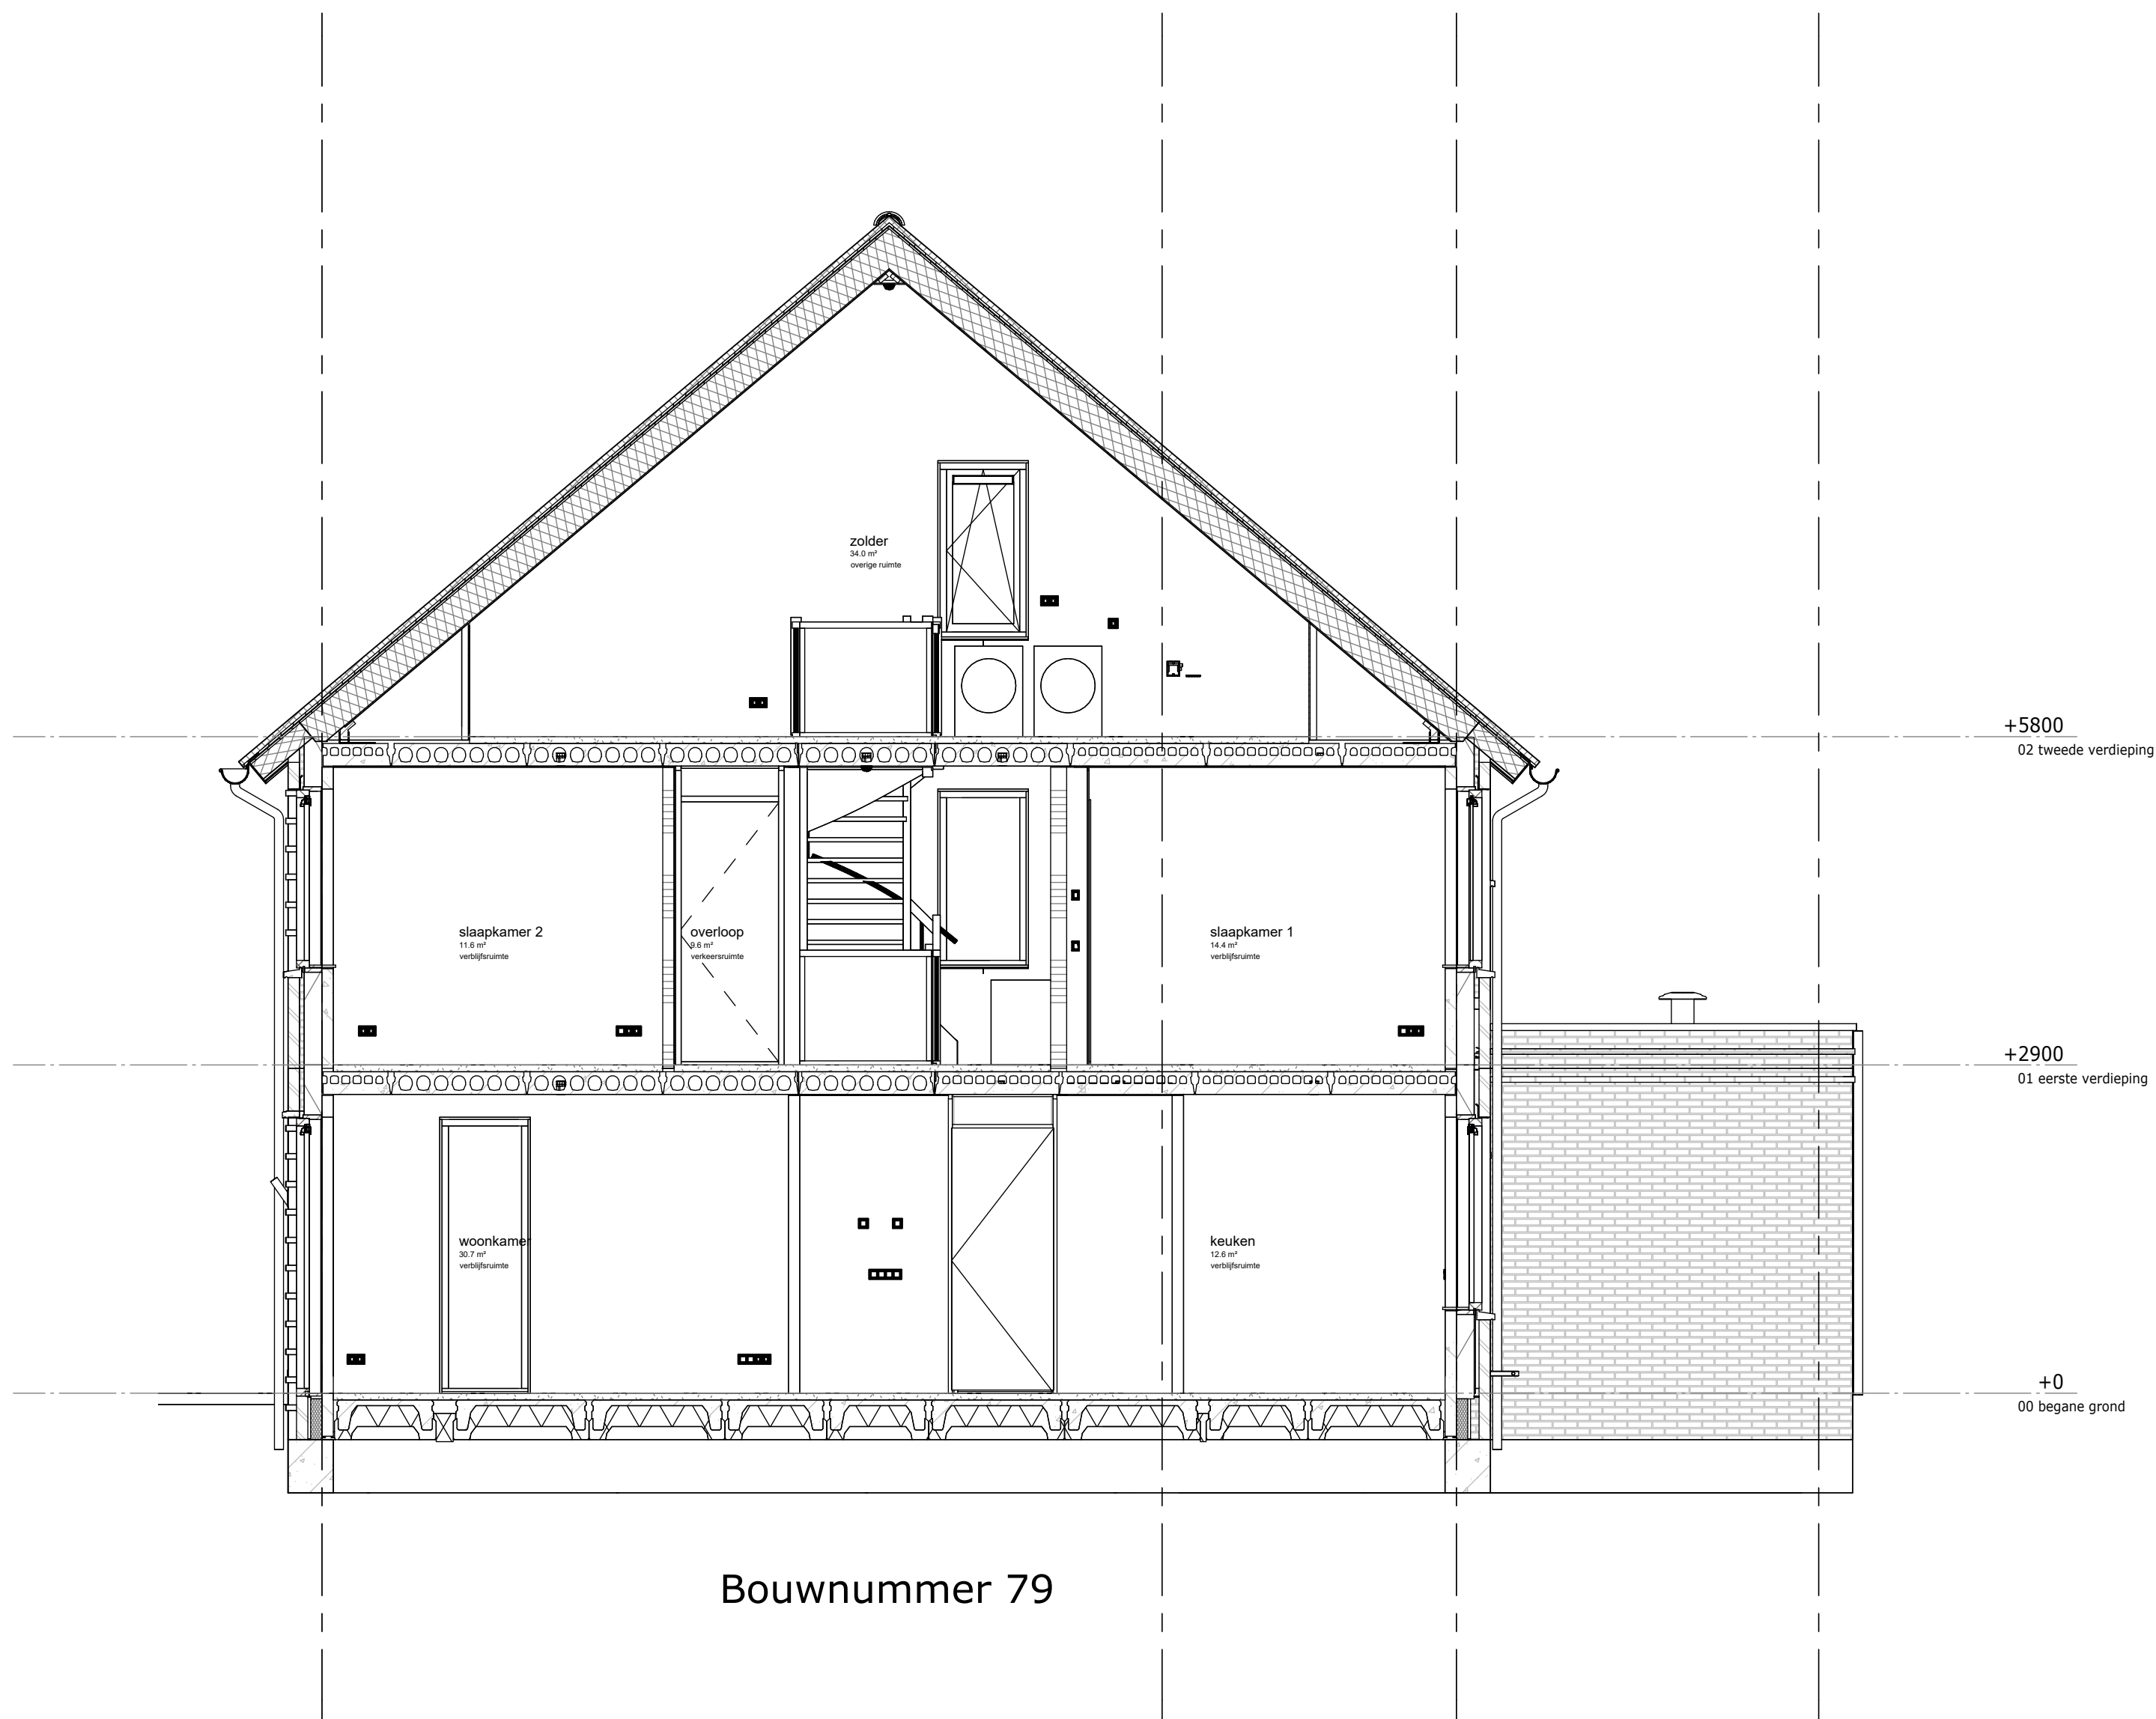 zolder
34.0 m²
overige ruimte
+5800
02 tweede verdieping
slaapkamer 2
11.6 m²
verblijfsruimte
overloop
9.6 m²
verkeersruimte
slaapkamer 1
14.4 m²
verblijfsruimte
+2900
01 eerste verdieping
woonkamer
30.7 m²
verblijfsruimte
keuken
12.6 m²
verblijfsruimte
+0
00 begane grond
Bouwnummer 79